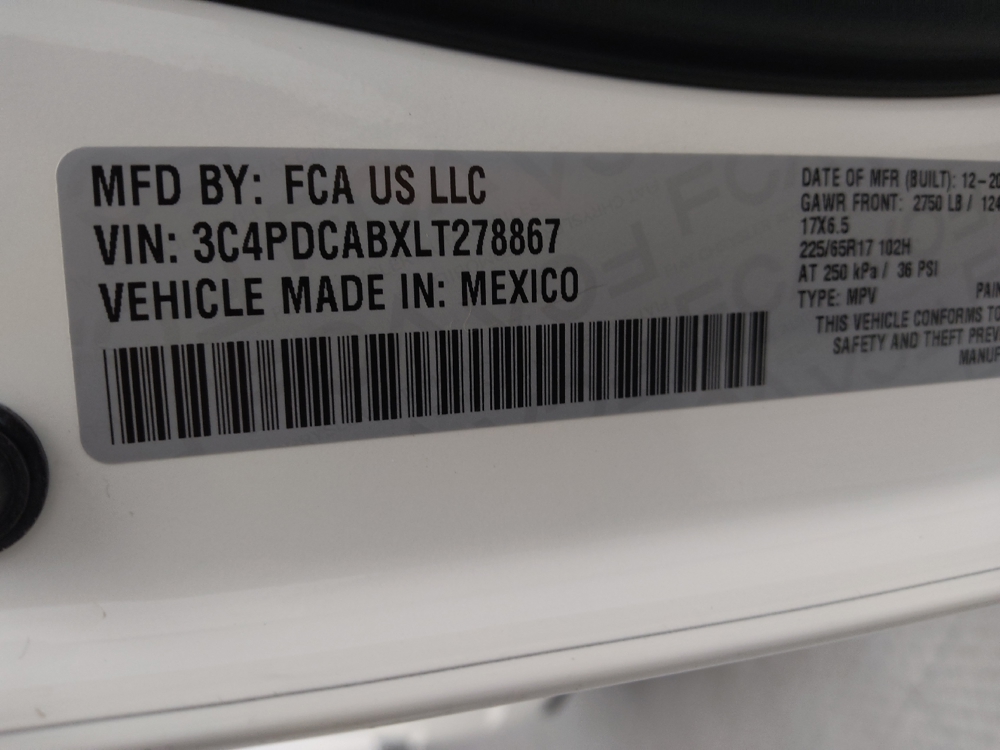 MFD BY: FCA US LLC
VIN: 3C4PDCABXLT278867
VEHICLE MADE IN: MEXICO
DATE OF MFR (BUILT): 12-20
GAWR FRONT: 2750 LB / 124
17X6.5
225/65R17 102H
AT 250 kPa / 36 PSI
TYPE: MPV PAIN
THIS VEHICLE CONFORMS TO
SAFETY AND THEFT PREV
MANUF